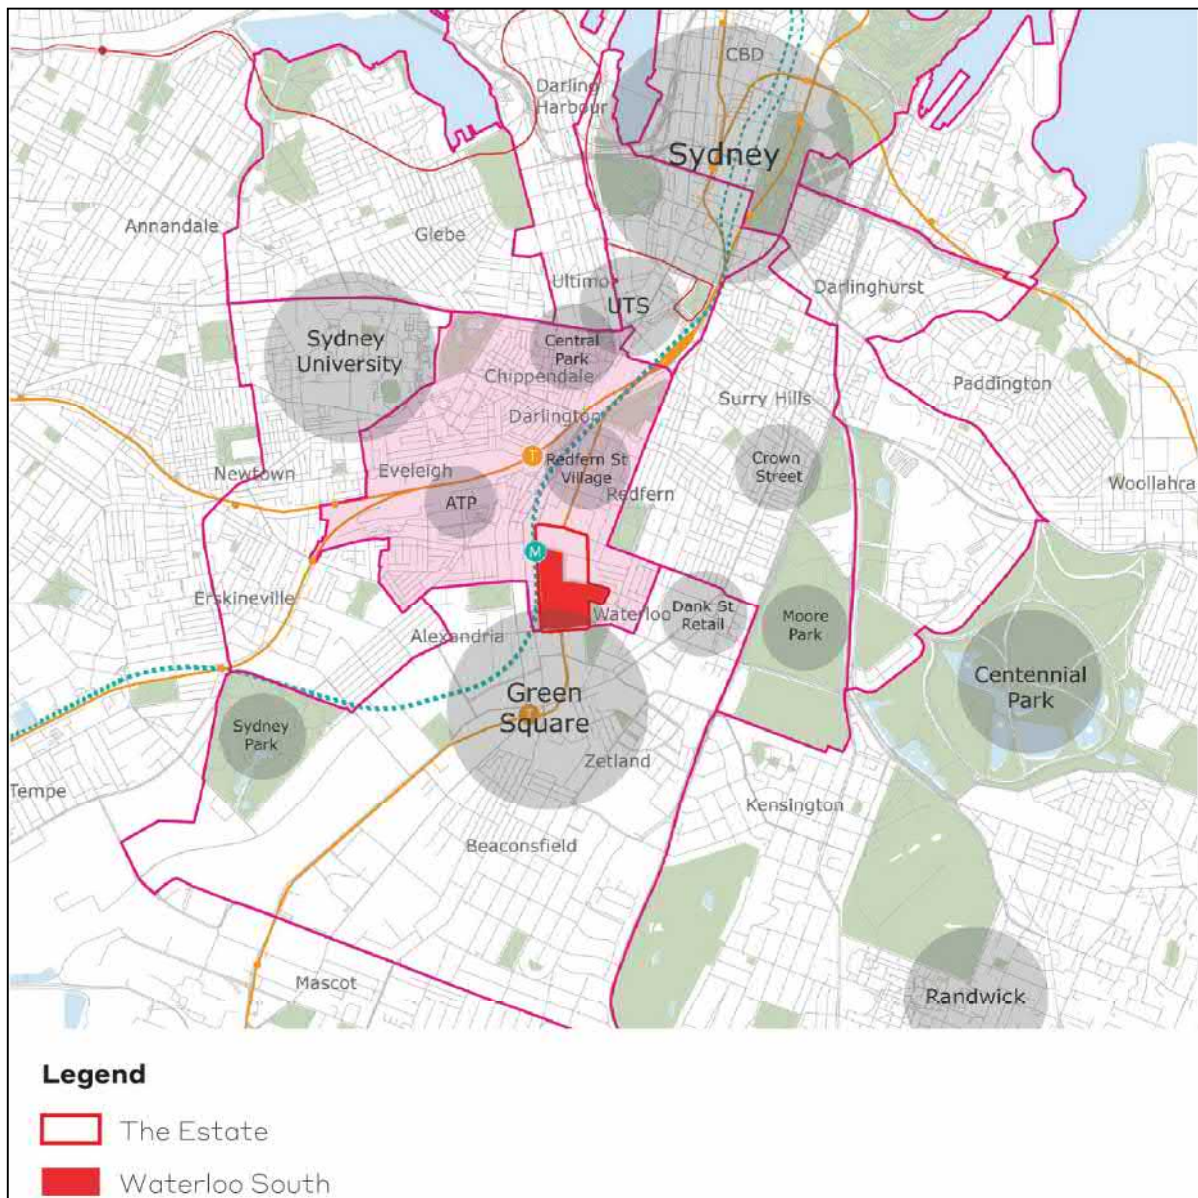 CBD
Darling
Harbour
Sydney
Annandale
Glebe
Ultimo
UTS
Darlinghurst
Sydney
University
Central
Park
Chippendale
Paddington
Darlington
Surry Hills
Newtown
Eveleigh
T
Redfern St
Village
Crown
Street
Woollahra
ATP
Redfern
M
Erskineville
Alexandria
Waterloo
Dank St
Retail
Moore
Park
Centennial
Park
Green
Square
T
Sydney
Park
Zetland
Tempe
Kensington
Beaconsfield
Mascot
Randwick
Legend
The Estate
Waterloo South